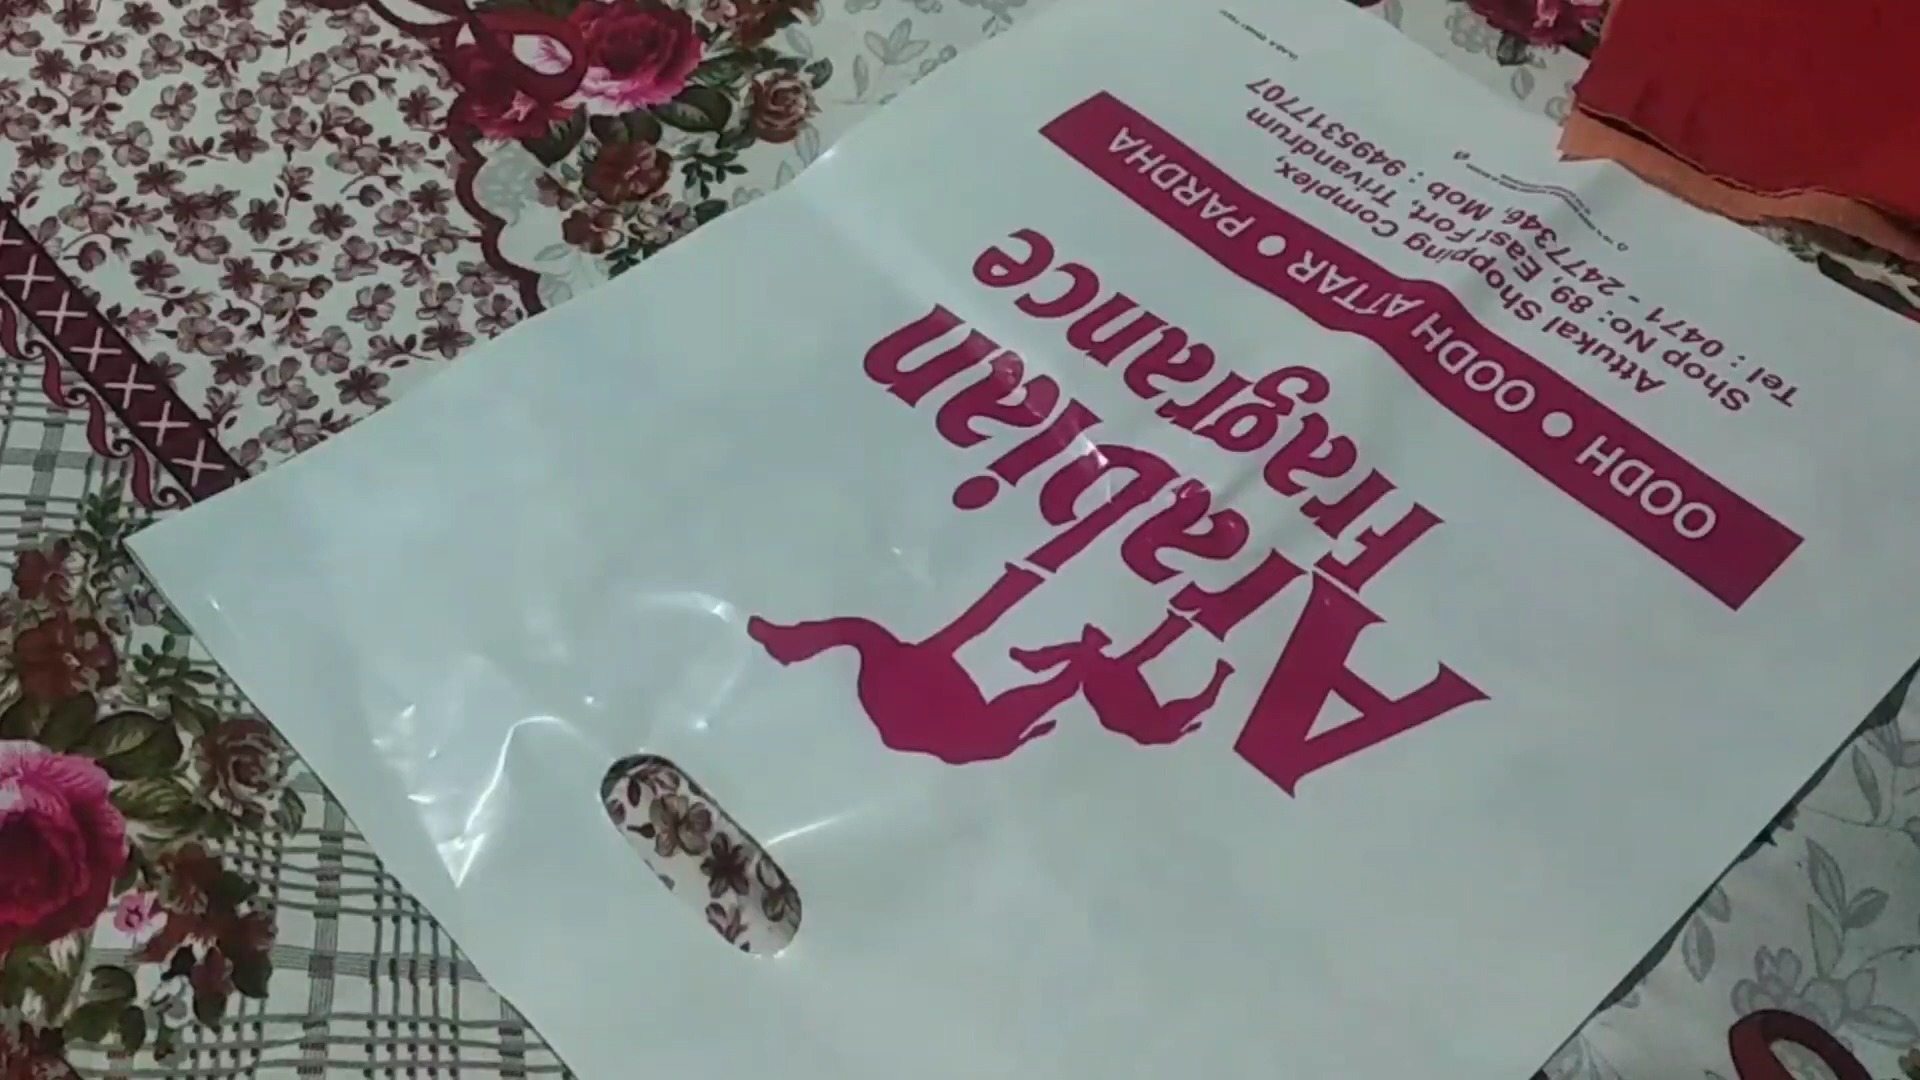 Arabian
Fragrance
OODH • OODH ATTAR • PARDHA
Attukal Shopping Complex,
Shop No: 89, East Fort, Trivandrum
Tel : 0471 - 2477346, Mob : 9495317707